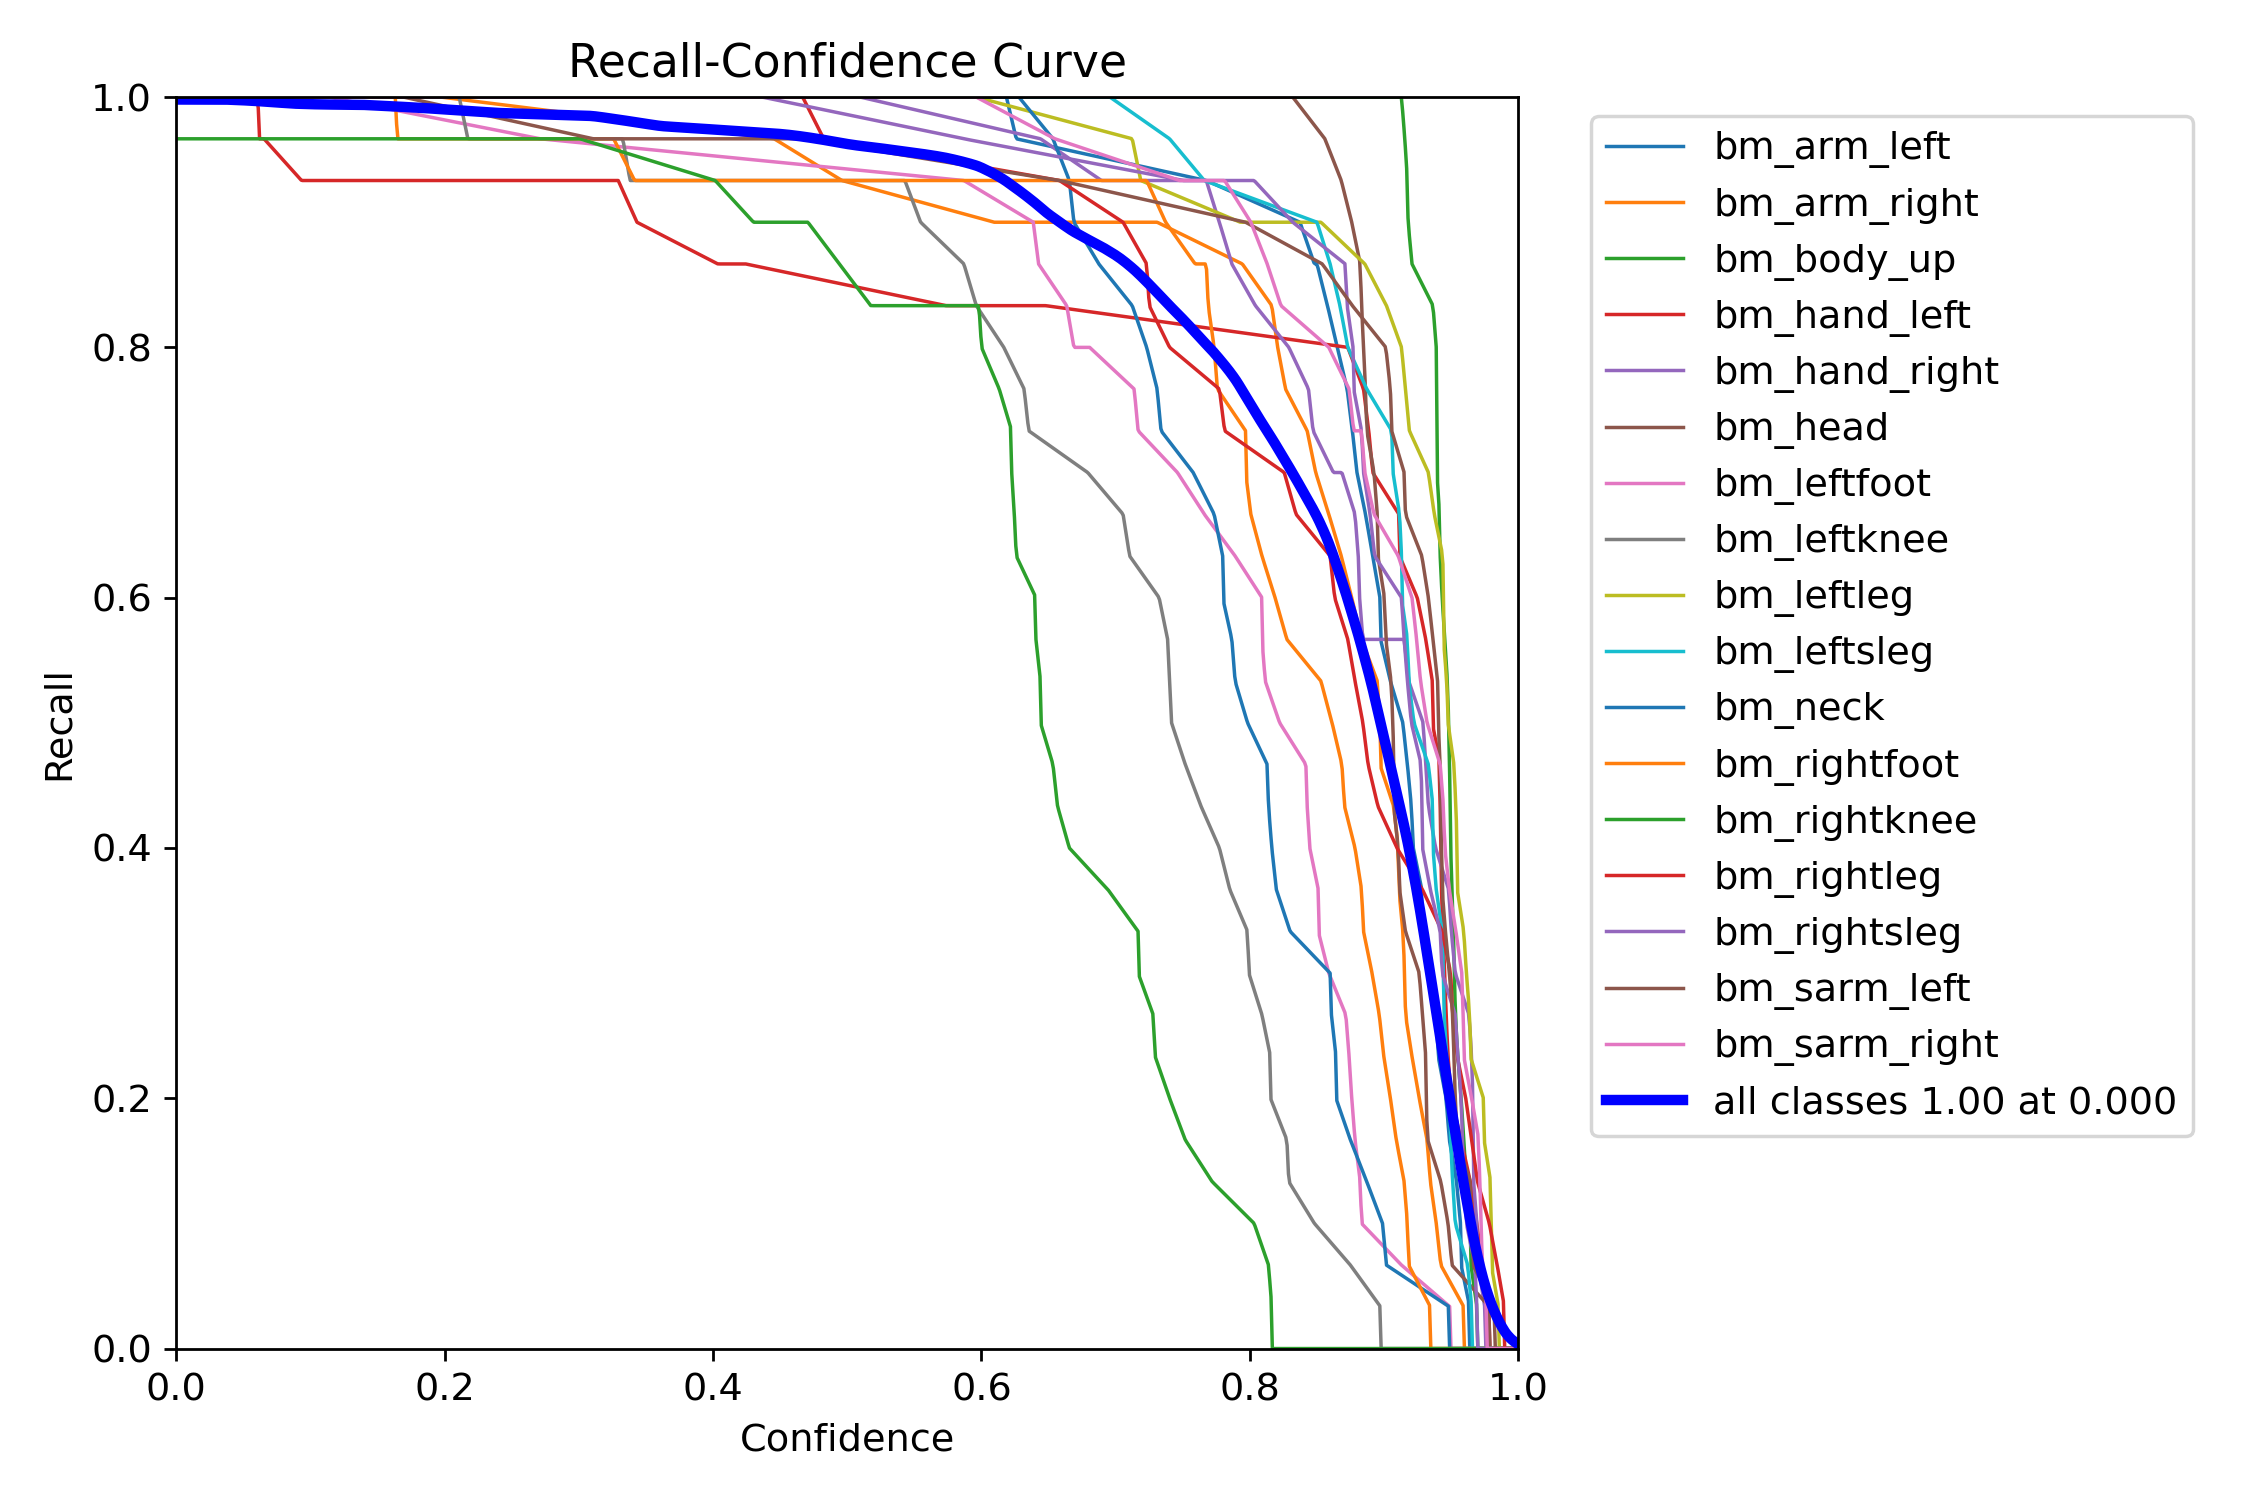 Recall-Confidence Curve
1.0
0.8
0.6
0.4
0.2
0.0
Recall
0.0 0.2 0.4 0.6 0.8 1.0
Confidence
bm_arm_left
bm_arm_right
bm_body_up
bm_hand_left
bm_hand_right
bm_head
bm_leftfoot
bm_leftknee
bm_leftleg
bm_leftsleg
bm_neck
bm_rightfoot
bm_rightknee
bm_rightleg
bm_rightsleg
bm_sarm_left
bm_sarm_right
all classes 1.00 at 0.000